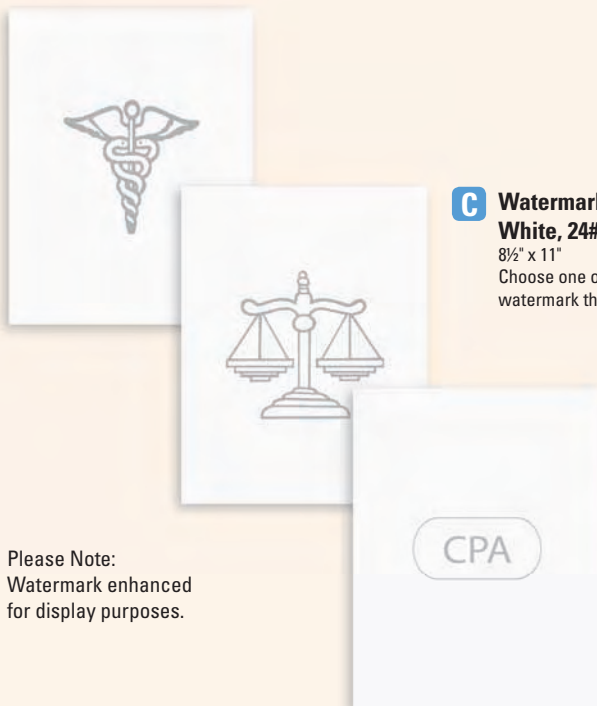 C
Watermark
White, 24#
8½" x 11"
Choose one o
watermark th
CPA
Please Note:
Watermark enhanced
for display purposes.